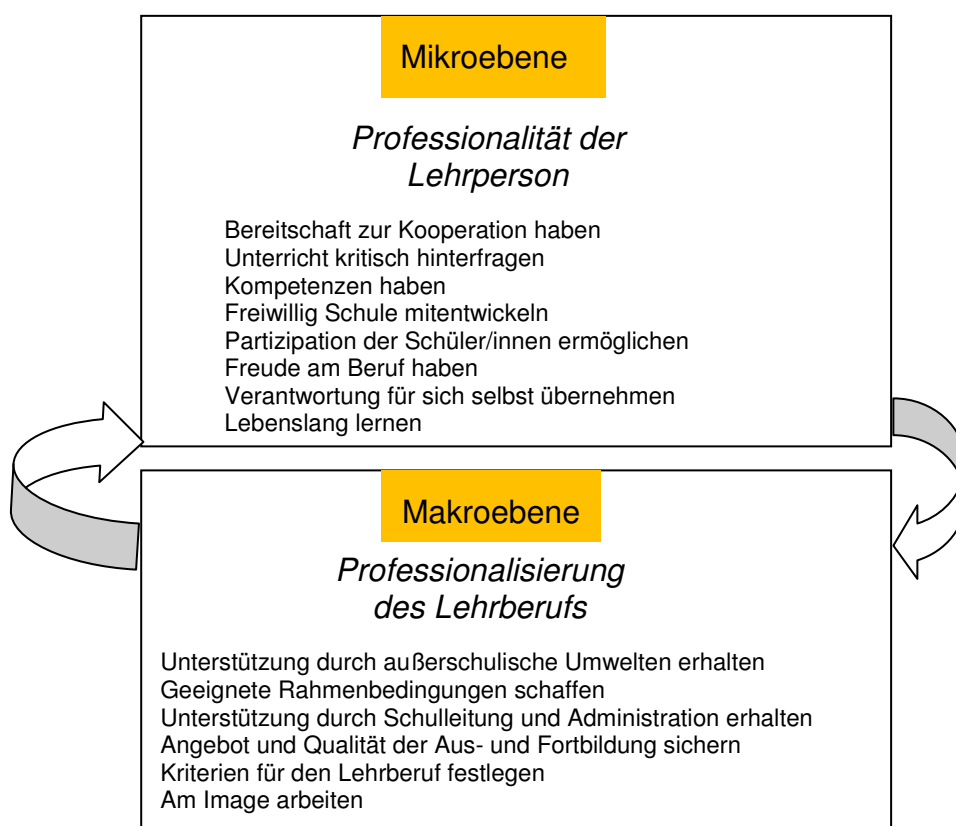 Mikroebene
Professionalität der
Lehrperson
Bereitschaft zur Kooperation haben
Unterricht kritisch hinterfragen
Kompetenzen haben
Freiwillig Schule mitentwickeln
Partizipation der Schüler/innen ermöglichen
Freude am Beruf haben
Verantwortung für sich selbst übernehmen
Lebenslang lernen
Makroebene
Professionalisierung
des Lehrberufs
Unterstützung durch außerschulische Umwelten erhalten
Geeignete Rahmenbedingungen schaffen
Unterstützung durch Schulleitung und Administration erhalten
Angebot und Qualität der Aus- und Fortbildung sichern
Kriterien für den Lehrberuf festlegen
Am Image arbeiten